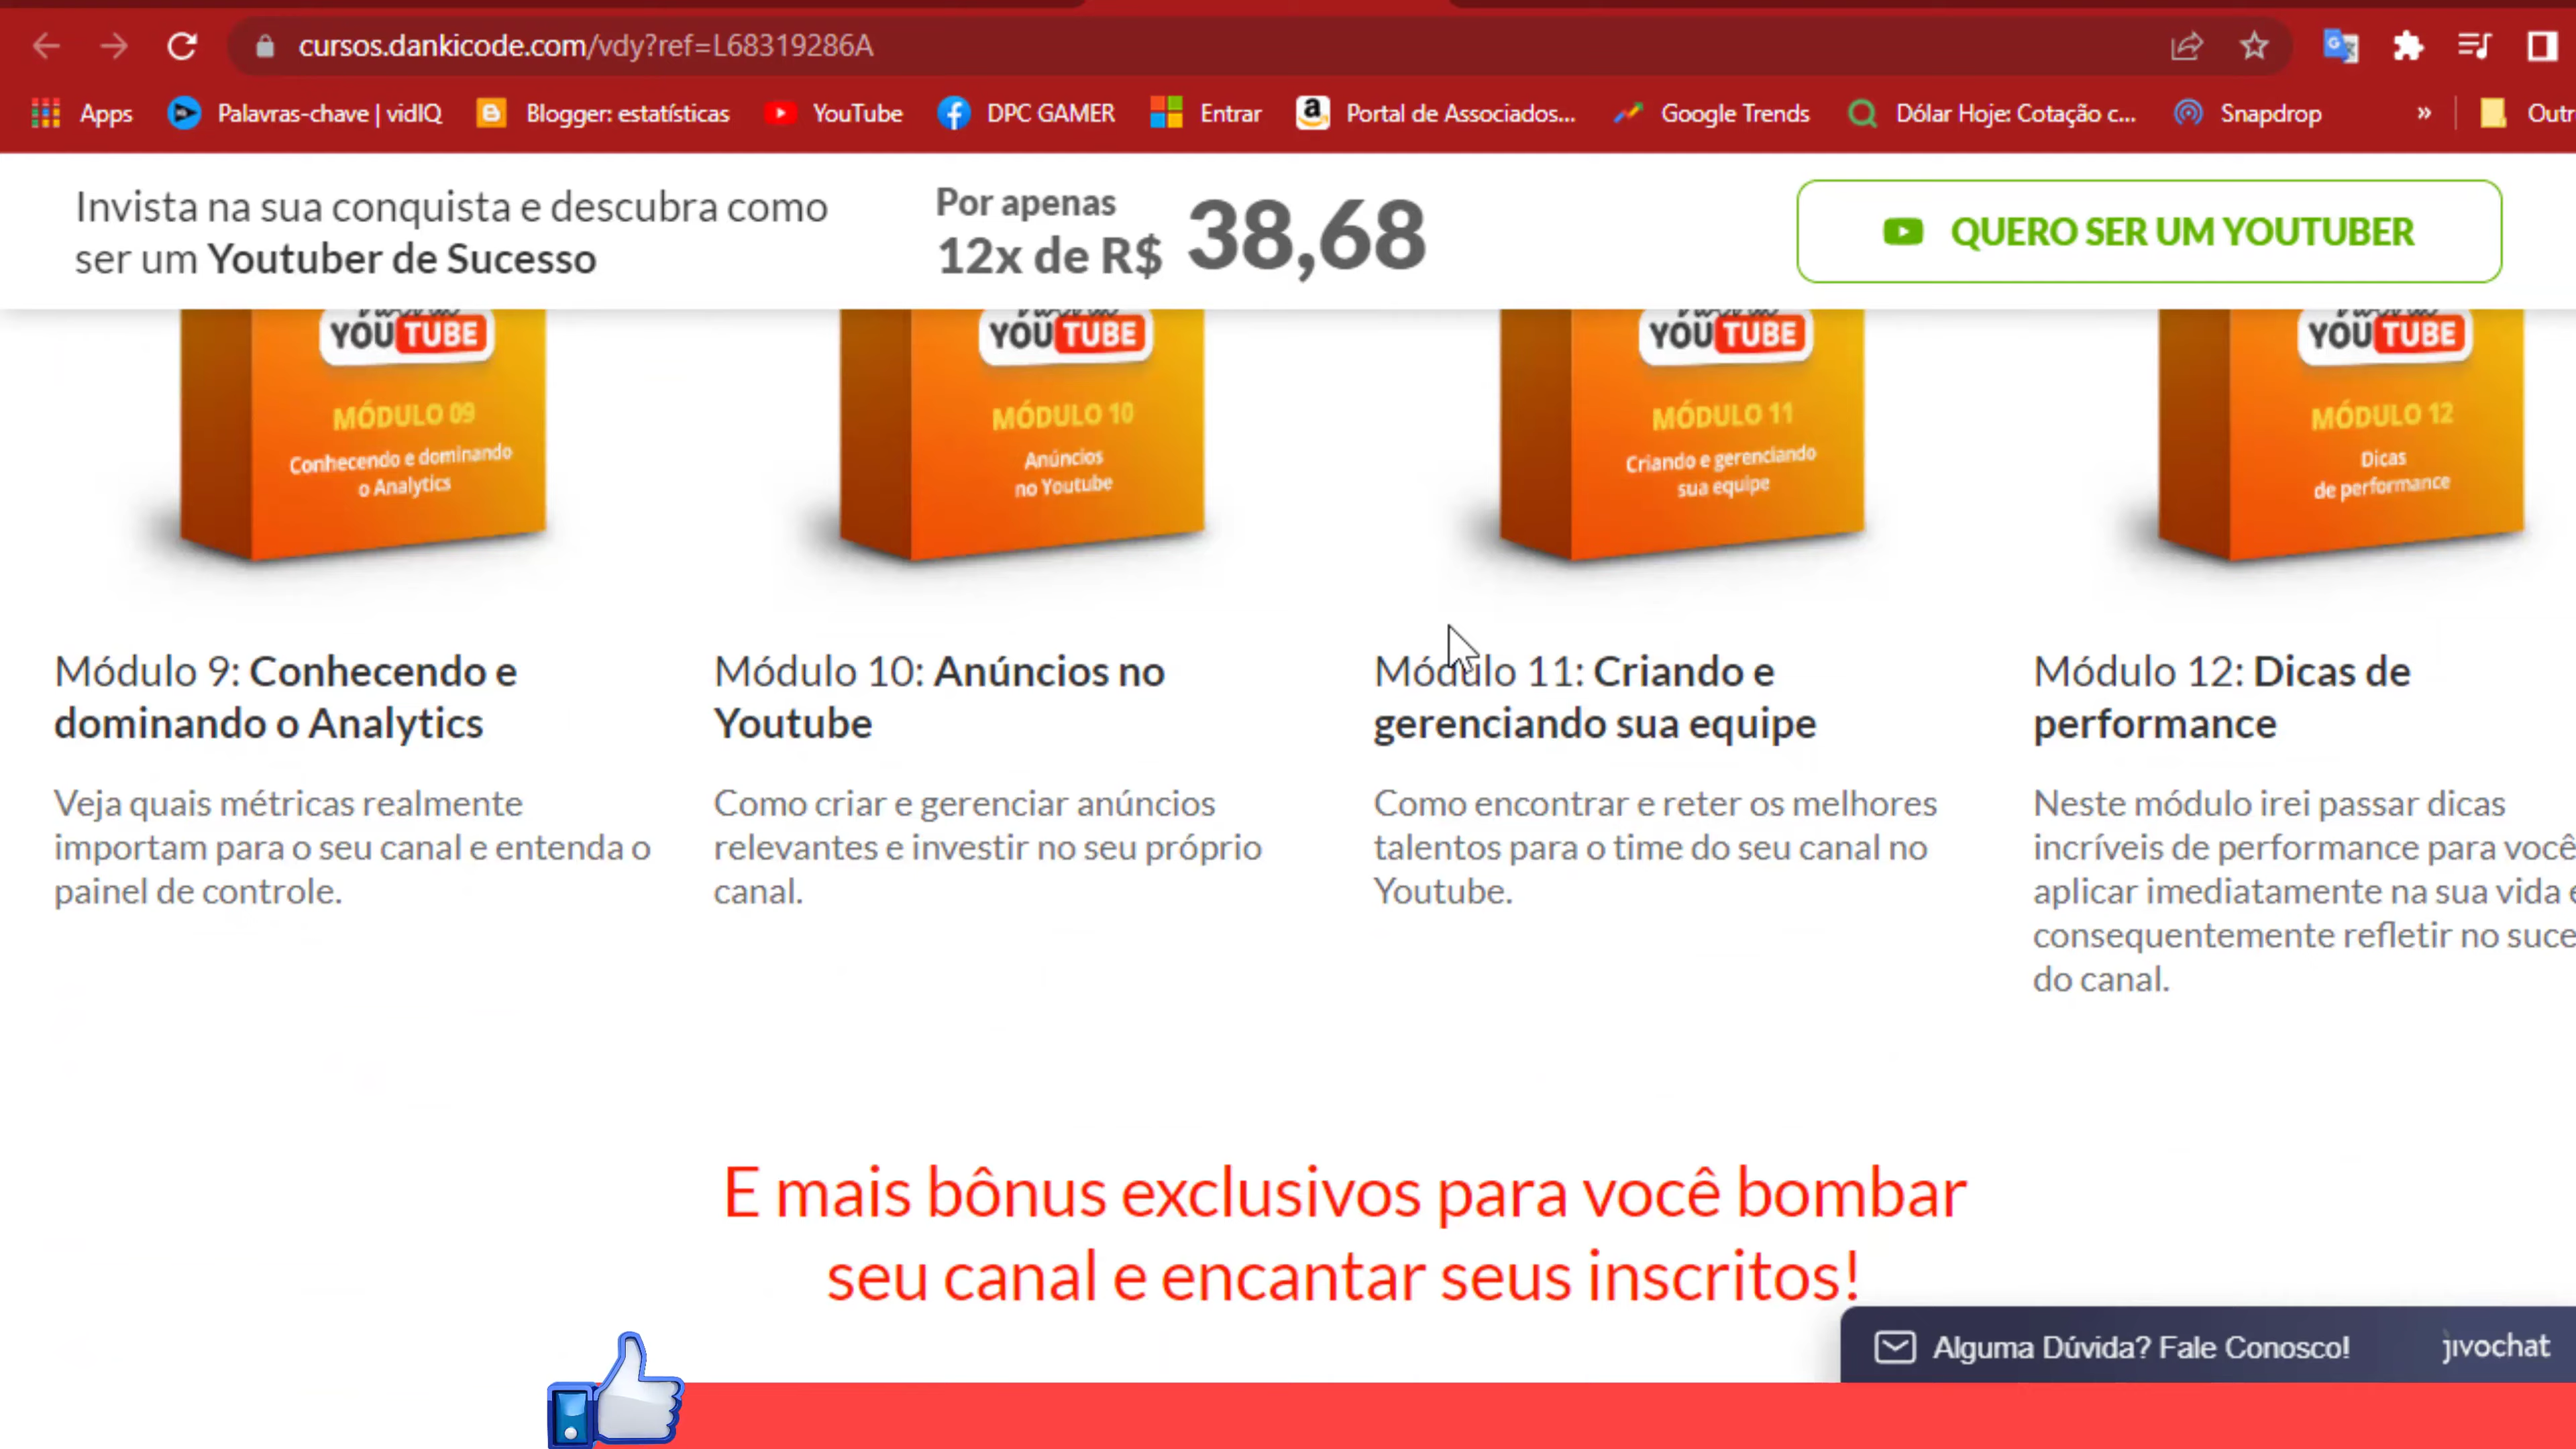 cursos.dankicode.com/vdy?ref=L68319286A
Apps Palavras-chave | vidIQ Blogger: estatísticas YouTube DPC GAMER Entrar Portal de Associados... Google Trends Dólar Hoje: Cotação c... Snapdrop » Outr
Invista na sua conquista e descubra como
ser um Youtuber de Sucesso
Por apenas
12x de R$ 38,68
QUERO SER UM YOUTUBER
YOUTUBE
MÓDULO 09
Conhecendo e dominando
o Analytics
YOUTUBE
MÓDULO 10
Anúncios
no Youtube
YOUTUBE
MÓDULO 11
Criando e gerenciando
sua equipe
YOUTUBE
MÓDULO 12
Dicas
de performance
Módulo 9: Conhecendo e
dominando o Analytics
Veja quais métricas realmente
importam para o seu canal e entenda o
painel de controle.
Módulo 10: Anúncios no
Youtube
Como criar e gerenciar anúncios
relevantes e investir no seu próprio
canal.
Módulo 11: Criando e
gerenciando sua equipe
Como encontrar e reter os melhores
talentos para o time do seu canal no
Youtube.
Módulo 12: Dicas de
performance
Neste módulo irei passar dicas
incríveis de performance para você
aplicar imediatamente na sua vida e
consequentemente refletir no suce
do canal.
E mais bônus exclusivos para você bombar
seu canal e encantar seus inscritos!
Alguma Dúvida? Fale Conosco! jivochat